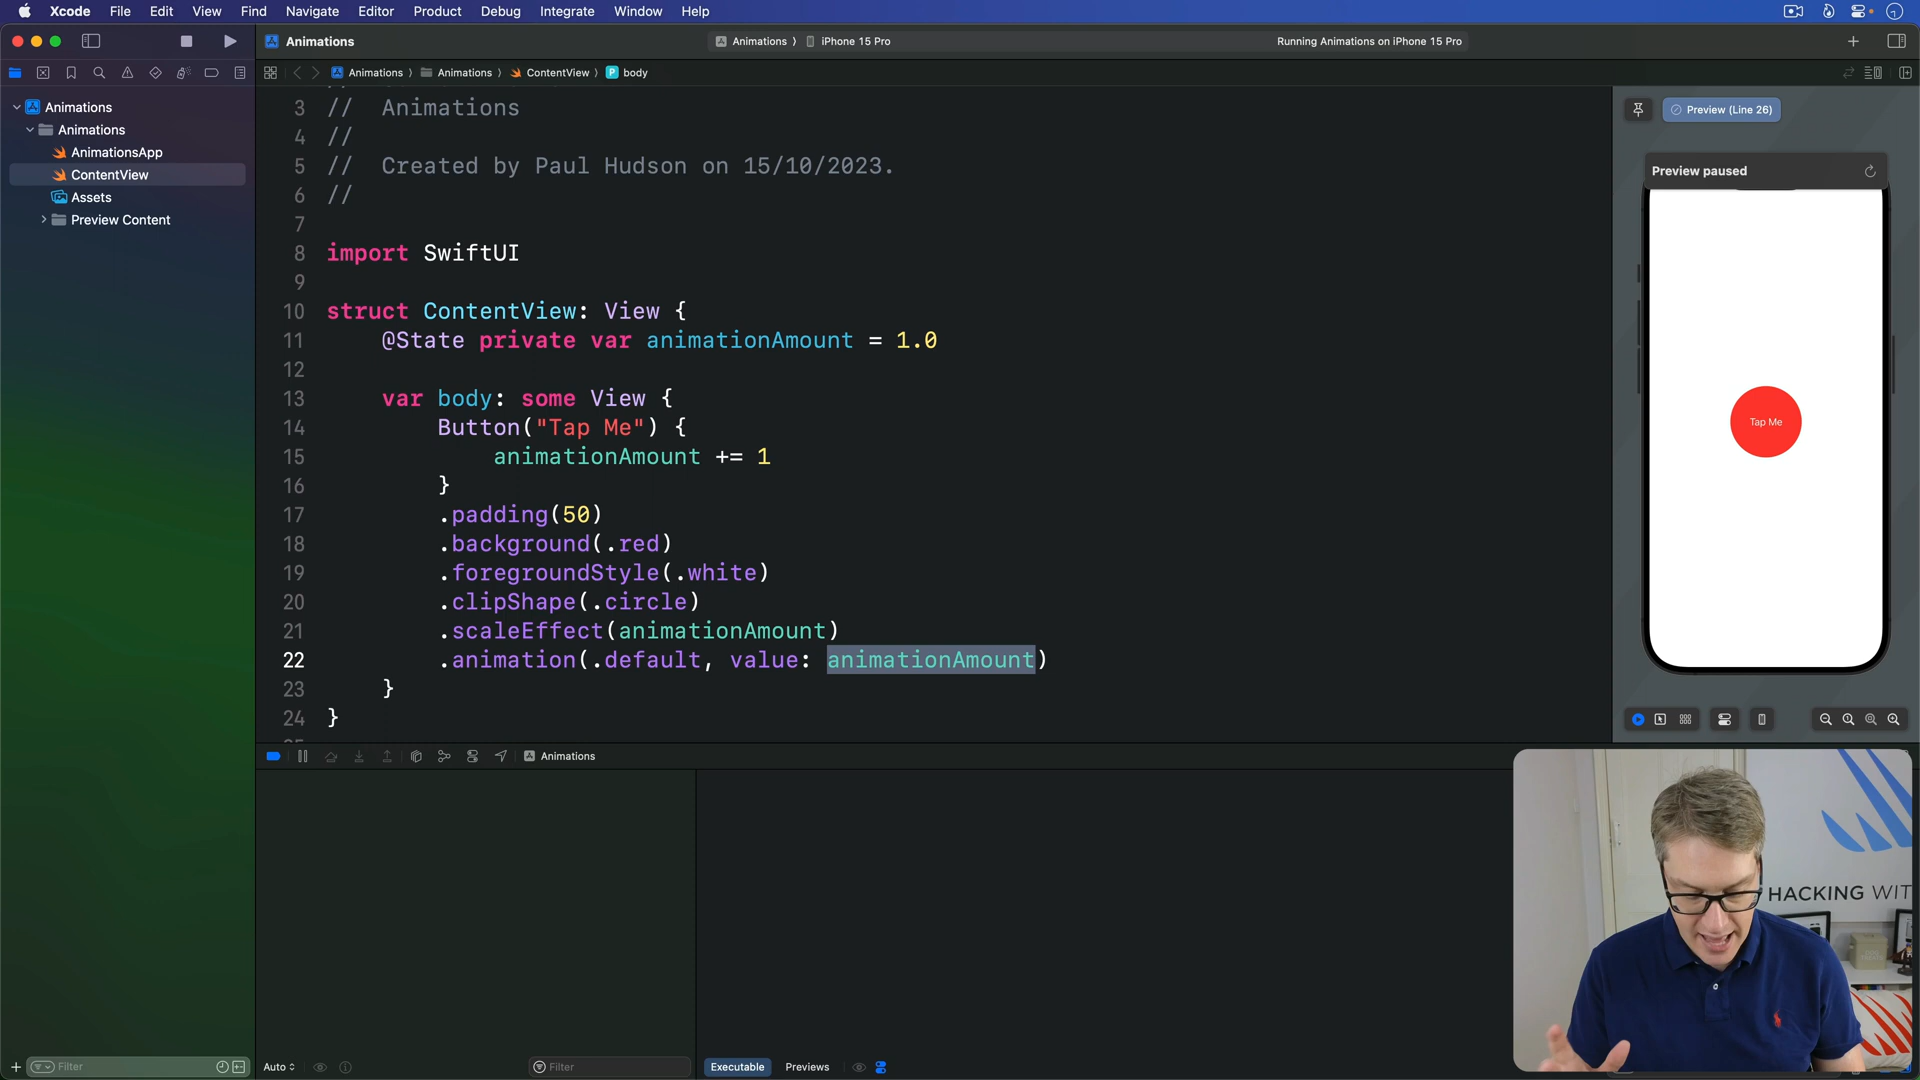 Xcode File Edit View Find Navigate Editor Product Debug Integrate Window Help
Animations
Animations 〉 iPhone 15 Pro
Running Animations on iPhone 15 Pro
Animations 〉 Animations 〉 ContentView 〉 P body
Animations
Animations
AnimationsApp
ContentView
Assets
Preview Content
3 //  Animations
4 //
5 //  Created by Paul Hudson on 15/10/2023.
6 //
7
8 import SwiftUI
9
10 struct ContentView: View {
11     @State private var animationAmount = 1.0
12
13     var body: some View {
14         Button("Tap Me") {
15             animationAmount += 1
16         }
17         .padding(50)
18         .background(.red)
19         .foregroundStyle(.white)
20         .clipShape(.circle)
21         .scaleEffect(animationAmount)
22         .animation(.default, value: animationAmount)
23     }
24 }
Preview (Line 26)
Preview paused
Tap Me
Animations
HACKING WIT
Filter
Auto
Filter
Executable
Previews